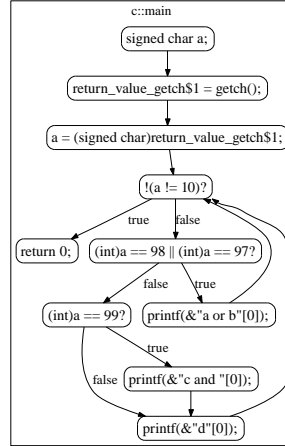 c::main
signed char a;
return_value_getch$1 = getch();
a = (signed char)return_value_getch$1;
!(a != 10)?
true
false
return 0;
(int)a == 98 || (int)a == 97?
false
true
(int)a == 99?
printf(&"a or b"[0]);
true
false
printf(&"c and "[0]);
printf(&"d"[0]);